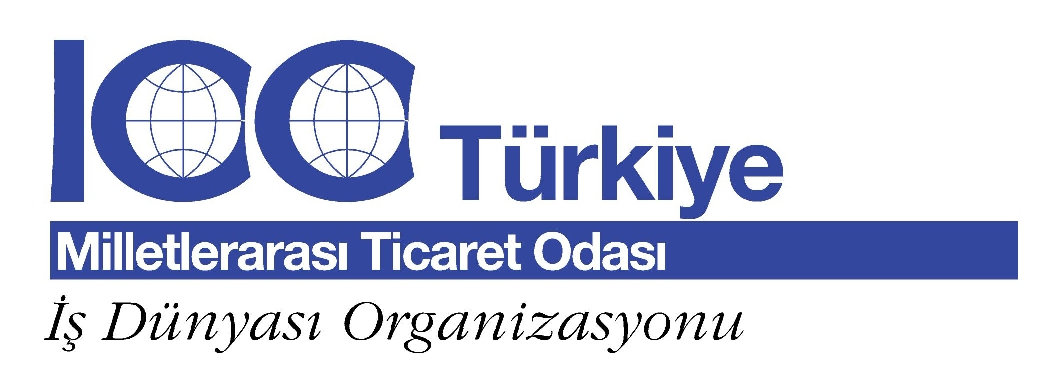 ICC Türkiye
Milletlerarası Ticaret Odası
İş Dünyası Organizasyonu